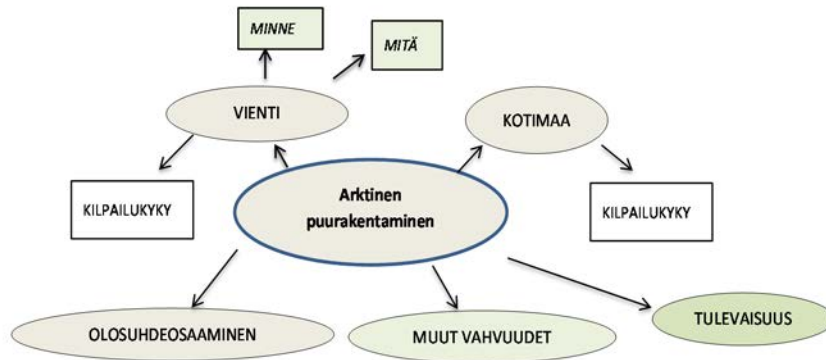 MINNE
MITÄ
VIENTI
KOTIMAA
KILPAILUKYKY
Arktinen
puurakentaminen
KILPAILUKYKY
OLOSUHDEOSAAMINEN
MUUT VAHVUUDET
TULEVAISUUS